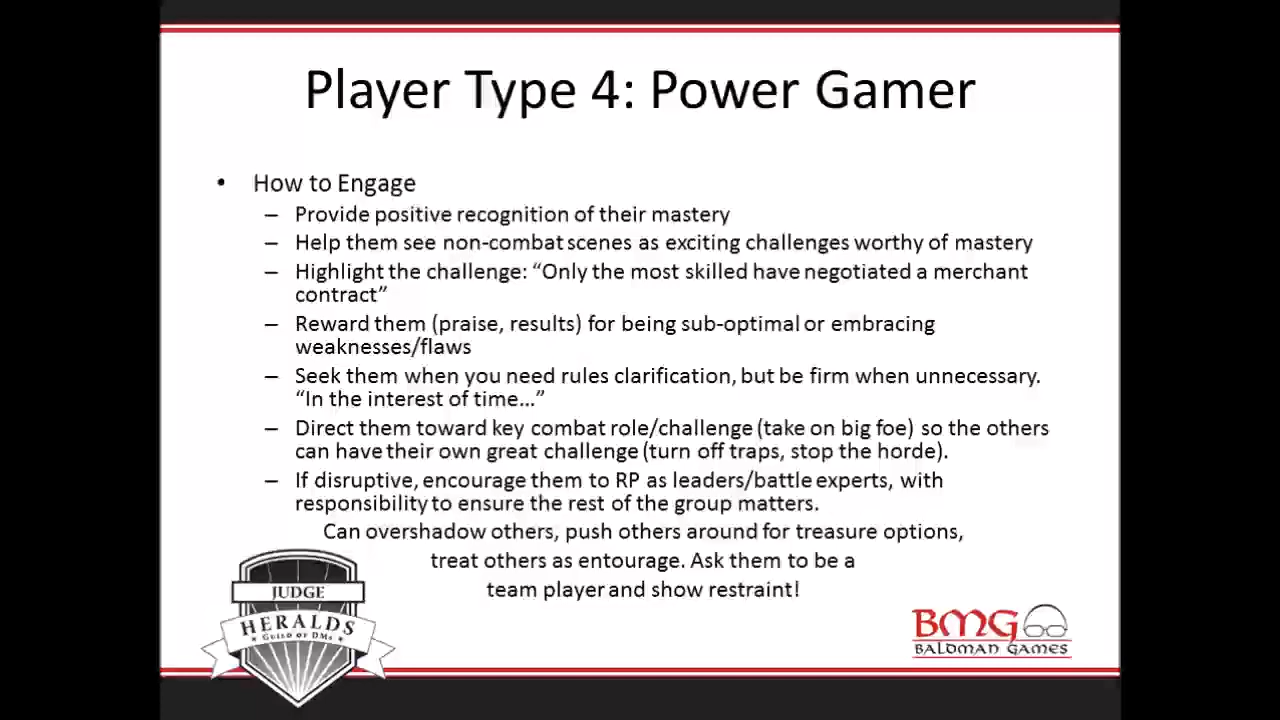 Player Type 4: Power Gamer
• How to Engage
– Provide positive recognition of their mastery
– Help them see non-combat scenes as exciting challenges worthy of mastery
– Highlight the challenge: “Only the most skilled have negotiated a merchant
contract”
– Reward them (praise, results) for being sub-optimal or embracing
weaknesses/flaws
– Seek them when you need rules clarification, but be firm when unnecessary.
“In the interest of time…”
– Direct them toward key combat role/challenge (take on big foe) so the others
can have their own great challenge (turn off traps, stop the horde).
– If disruptive, encourage them to RP as leaders/battle experts, with
responsibility to ensure the rest of the group matters.
Can overshadow others, push others around for treasure options,
treat others as entourage. Ask them to be a
team player and show restraint!
JUDGE
HERALDS
GUILD OF DMs
BMG
BALDMAN GAMES